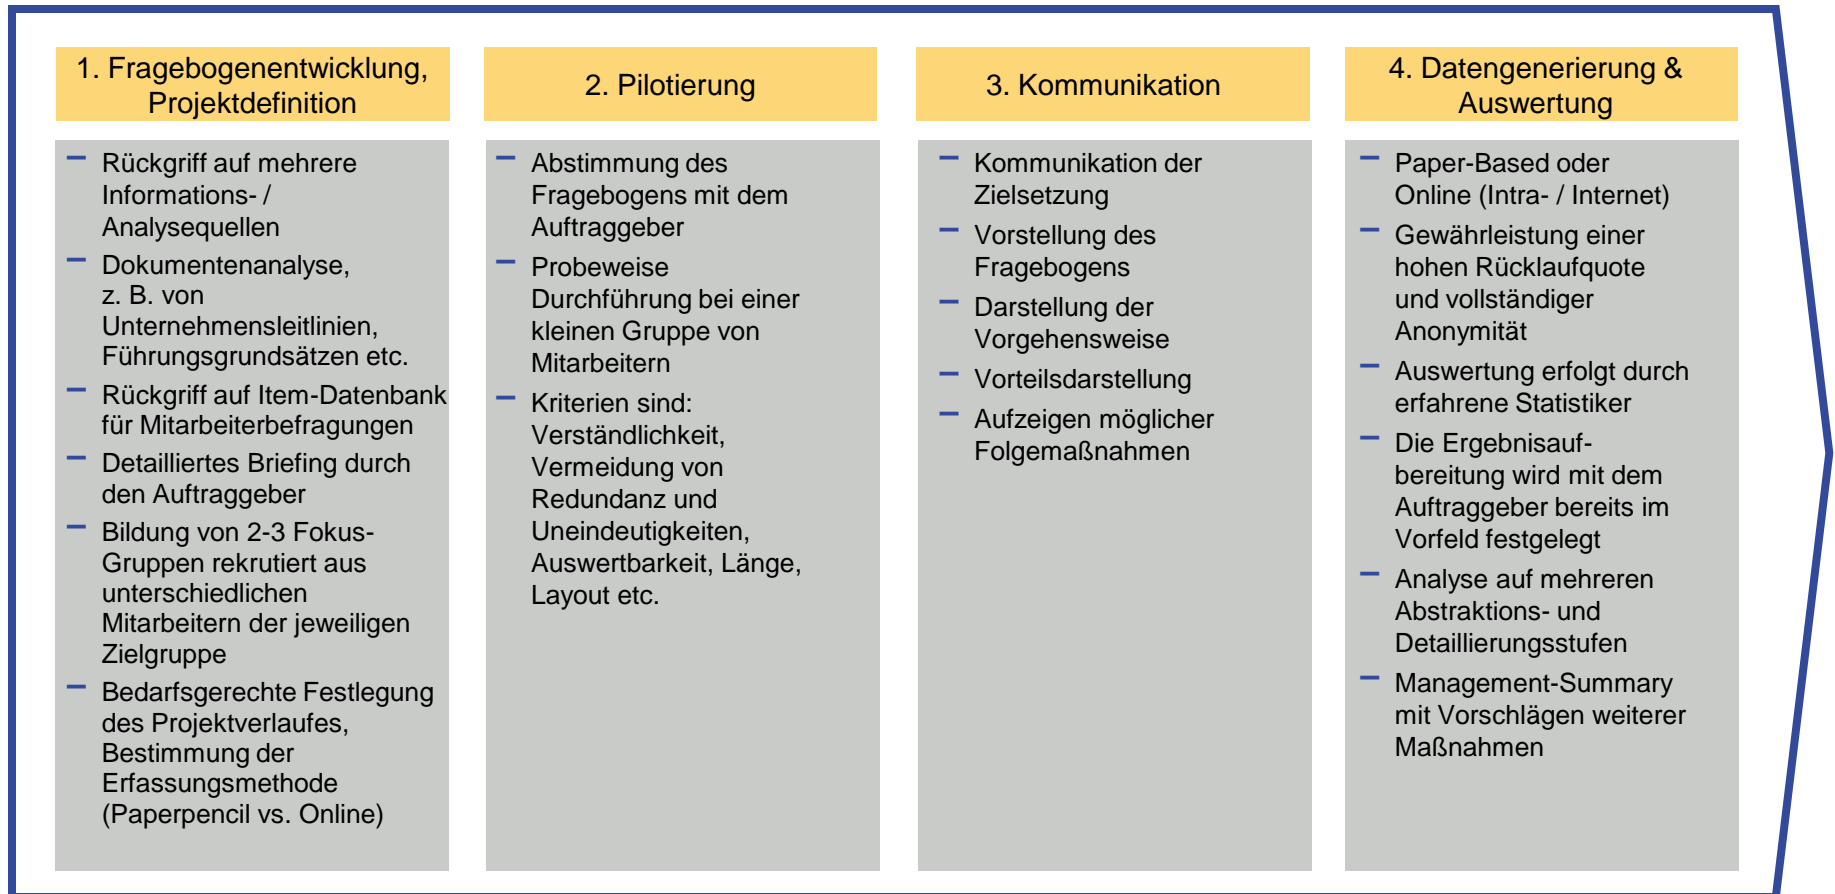 1. Fragebogenentwicklung,
Projektdefinition
– Rückgriff auf mehrere
Informations- /
Analysequellen
– Dokumentenanalyse,
z. B. von
Unternehmensleitlinien,
Führungsgrundsätzen etc.
– Rückgriff auf Item-Datenbank
für Mitarbeiterbefragungen
– Detailliertes Briefing durch
den Auftraggeber
– Bildung von 2-3 Fokus-
Gruppen rekrutiert aus
unterschiedlichen
Mitarbeitern der jeweiligen
Zielgruppe
– Bedarfsgerechte Festlegung
des Projektverlaufes,
Bestimmung der
Erfassungsmethode
(Paperpencil vs. Online)
2. Pilotierung
– Abstimmung des
Fragebogens mit dem
Auftraggeber
– Probeweise
Durchführung bei einer
kleinen Gruppe von
Mitarbeitern
– Kriterien sind:
Verständlichkeit,
Vermeidung von
Redundanz und
Uneindeutigkeiten,
Auswertbarkeit, Länge,
Layout etc.
3. Kommunikation
– Kommunikation der
Zielsetzung
– Vorstellung des
Fragebogens
– Darstellung der
Vorgehensweise
– Vorteilsdarstellung
– Aufzeigen möglicher
Folgemaßnahmen
4. Datengenerierung &
Auswertung
– Paper-Based oder
Online (Intra- / Internet)
– Gewährleistung einer
hohen Rücklaufquote
und vollständiger
Anonymität
– Auswertung erfolgt durch
erfahrene Statistiker
– Die Ergebnisauf-
bereitung wird mit dem
Auftraggeber bereits im
Vorfeld festgelegt
– Analyse auf mehreren
Abstraktions- und
Detaillierungsstufen
– Management-Summary
mit Vorschlägen weiterer
Maßnahmen